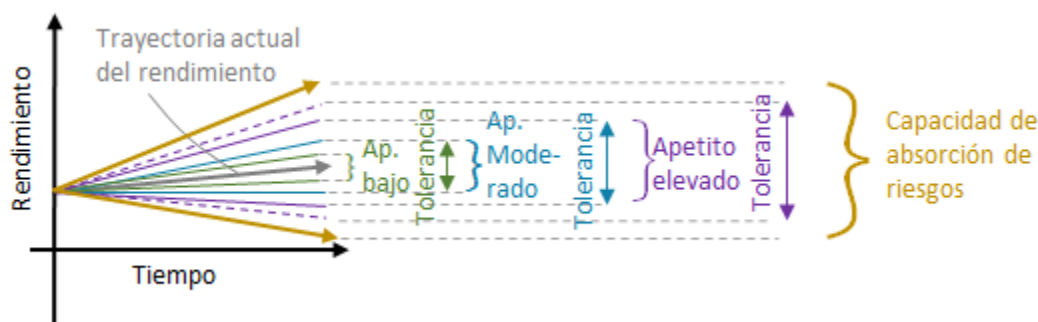 Trayectoria actual
del rendimiento
Rendimiento
Tiempo
Ap.
bajo
Tolerancia
Ap.
Mode-
rado
Tolerancia
Apetito
elevado
Tolerancia
Capacidad de
absorción de
riesgos